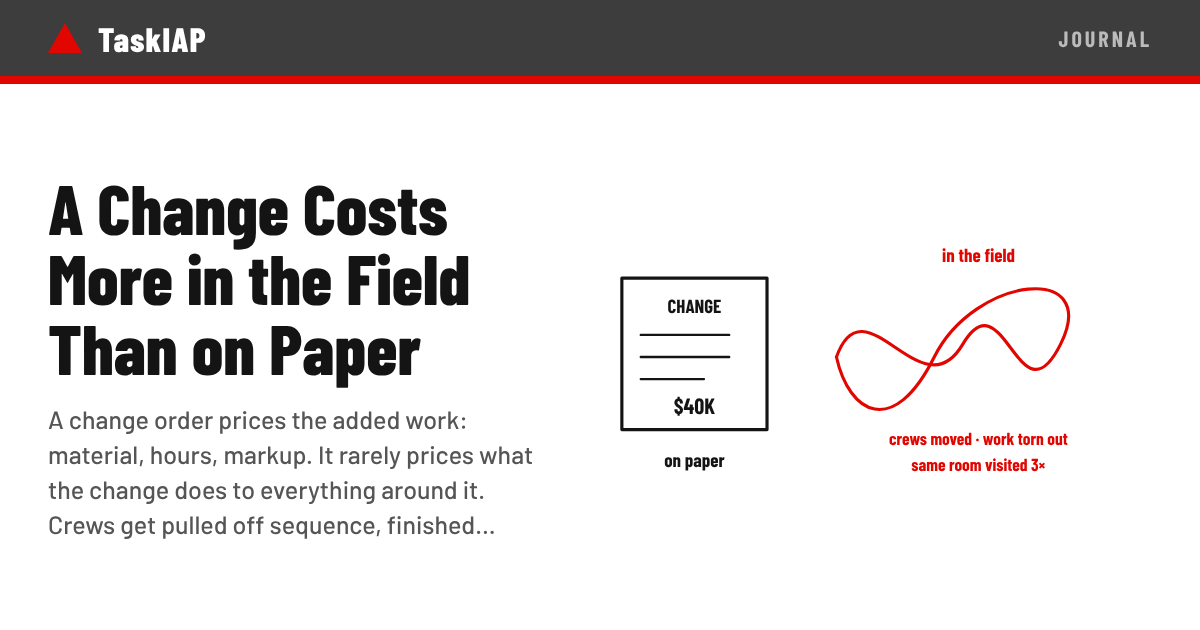 TaskIAP
JOURNAL
A Change Costs
More in the Field
Than on Paper
A change order prices the added work:
material, hours, markup. It rarely prices what
the change does to everything around it.
Crews get pulled off sequence, finished...
CHANGE
$40K
on paper
in the field
crews moved · work torn out
same room visited 3×